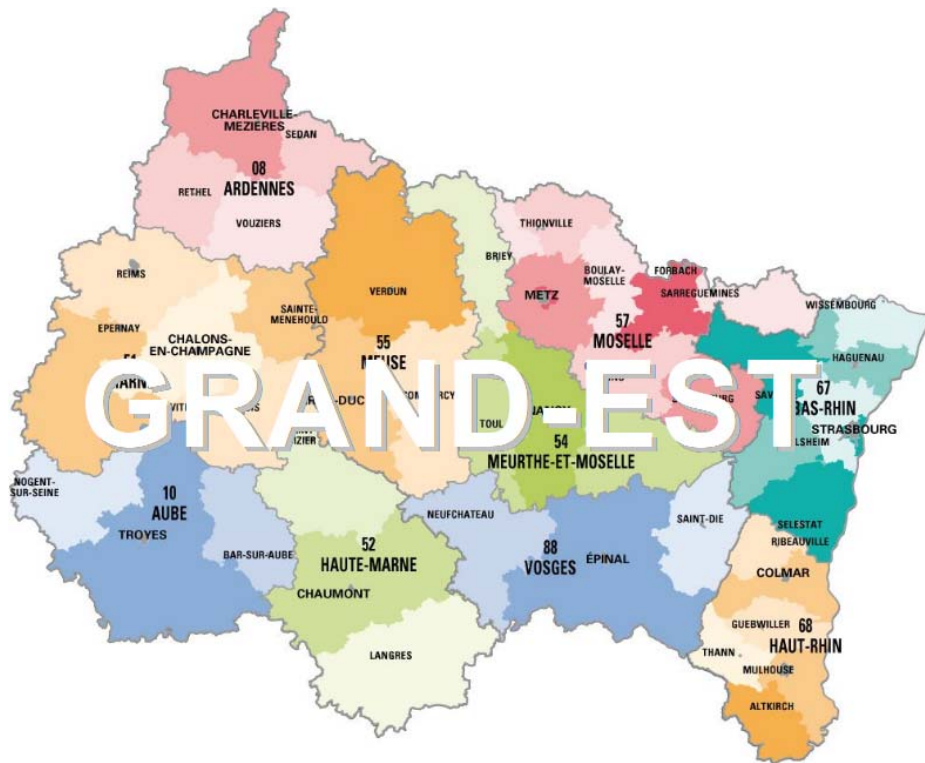 CHARLEVILLE-
MEZIÈRES
SEDAN
08
ARDENNES
RETHEL
VOUZIERS
THIONVILLE
BRIEY
BOULAY-
MOSELLE
FORBACH
SARREGUEMINES
METZ
57
MOSELLE
WISSEMBOURG
HAGUENAU
REIMS
VERDUN
SAINTE-
MENEHOULD
EPERNAY
CHALONS-
EN-CHAMPAGNE
55
MEUSE
67
BAS-RHIN
STRASBOURG
GRAND-EST
TOUL
54
MEURTHE-ET-MOSELLE
NOGENT-
SUR-SEINE
10
AUBE
TROYES
BAR-SUR-AUBE
52
HAUTE-MARNE
CHAUMONT
LANGRES
NEUFCHATEAU
88
VOSGES
ÉPINAL
SAINT-DIE
SELESTAT
RIBEAUVILLE
COLMAR
GUEBWILLER
68
HAUT-RHIN
THANN
MULHOUSE
ALTKIRCH